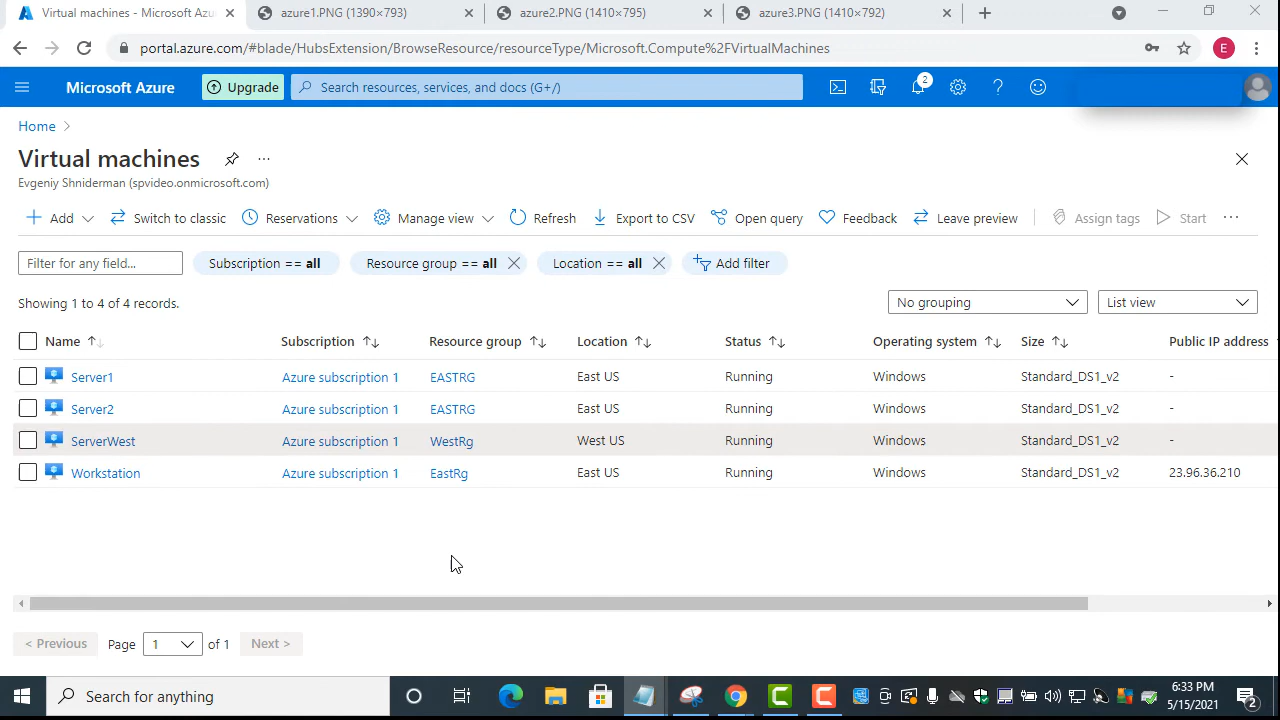 Virtual machines - Microsoft Azu
azure1.PNG (1390×793)
azure2.PNG (1410×795)
azure3.PNG (1410×792)
portal.azure.com/#blade/HubsExtension/BrowseResource/resourceType/Microsoft.Compute%2FVirtualMachines
E
Microsoft Azure
Upgrade
Search resources, services, and docs (G+/)
2
Home
Virtual machines
Evgeniy Shniderman (spvideo.onmicrosoft.com)
Add
Switch to classic
Reservations
Manage view
Refresh
Export to CSV
Open query
Feedback
Leave preview
Assign tags
Start
Filter for any field...
Subscription == all
Resource group == all
Location == all
Add filter
Showing 1 to 4 of 4 records.
No grouping
List view
Name Subscription Resource group Location Status Operating system Size Public IP address
Server1 Azure subscription 1 EASTRG East US Running Windows Standard_DS1_v2 -
Server2 Azure subscription 1 EASTRG East US Running Windows Standard_DS1_v2 -
ServerWest Azure subscription 1 WestRg West US Running Windows Standard_DS1_v2 -
Workstation Azure subscription 1 EastRg East US Running Windows Standard_DS1_v2 23.96.36.210
< Previous Page 1 of 1 Next >
Search for anything
6:33 PM
5/15/2021
2